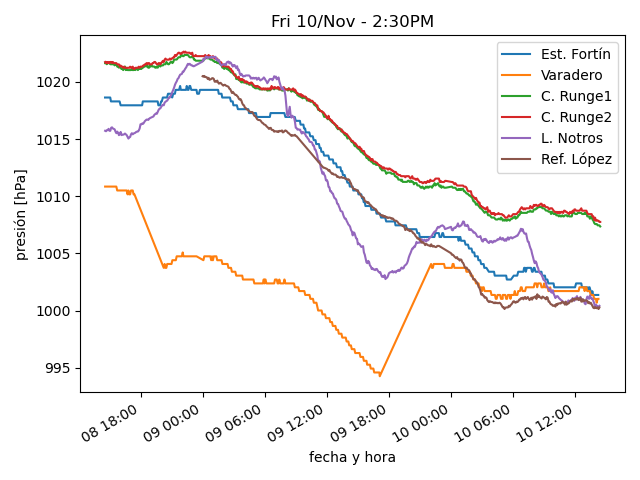 Fri 10/Nov - 2:30PM
Est. Fortín
Varadero
C. Runge1
C. Runge2
L. Notros
Ref. López
presión [hPa]
1020
1015
1010
1005
1000
995
08 18:00
09 00:00
09 06:00
09 12:00
09 18:00
10 00:00
10 06:00
10 12:00
fecha y hora